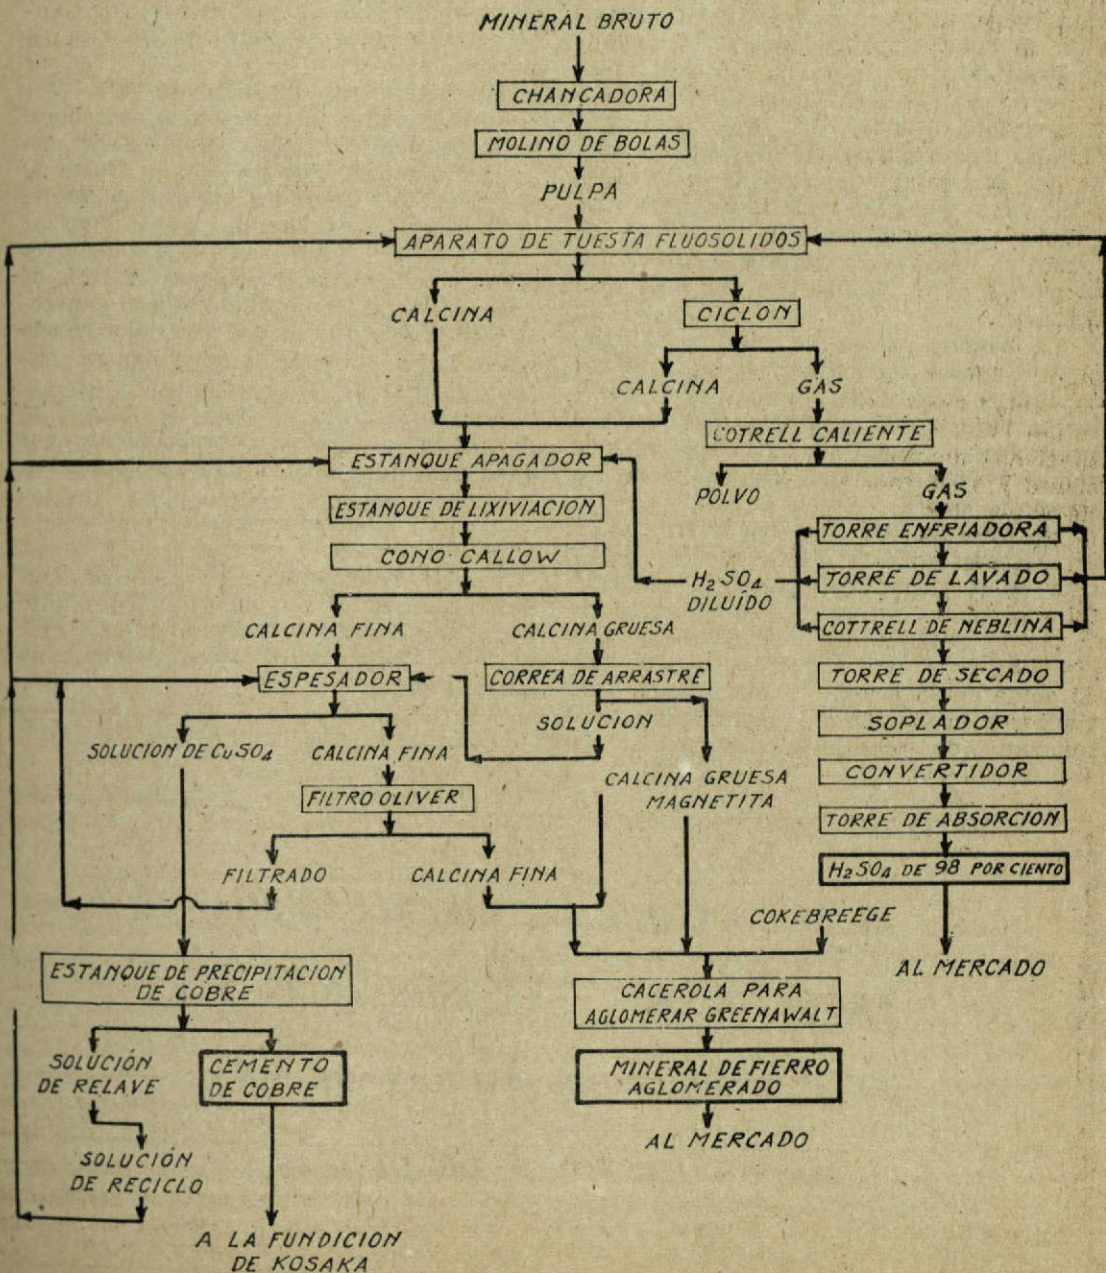 MINERAL BRUTO
CHANCADORA
MOLINO DE BOLAS
PULPA
APARATO DE TUESTA FLUOSOLIDOS
CALCINA
CICLON
CALCINA
GAS
COTRELL CALIENTE
ESTANQUE APAGADOR
POLVO
GAS
ESTANQUE DE LIXIVIACION
TORRE ENFRIADORA
CONO CALLOW
H₂SO₄
DILUÍDO
TORRE DE LAVADO
CALCINA FINA
CALCINA GRUESA
COTTRELL DE NEBLINA
ESPESADOR
CORREA DE ARRASTRE
TORRE DE SECADO
SOLUCION
SOPLADOR
SOLUCION DE CuSO₄
CALCINA FINA
CALCINA GRUESA
MAGNETITA
CONVERTIDOR
FILTRO OLIVER
TORRE DE ABSORCION
FILTRADO
CALCINA FINA
H₂SO₄ DE 98 POR CIENTO
COKEBREEGE
AL MERCADO
ESTANQUE DE PRECIPITACION
DE COBRE
CACEROLA PARA
AGLOMERAR GREENAWALT
SOLUCIÓN
DE RELAVE
CEMENTO
DE COBRE
MINERAL DE FIERRO
AGLOMERADO
AL MERCADO
SOLUCIÓN
DE RECICLO
A LA FUNDICION
DE KOSAKA